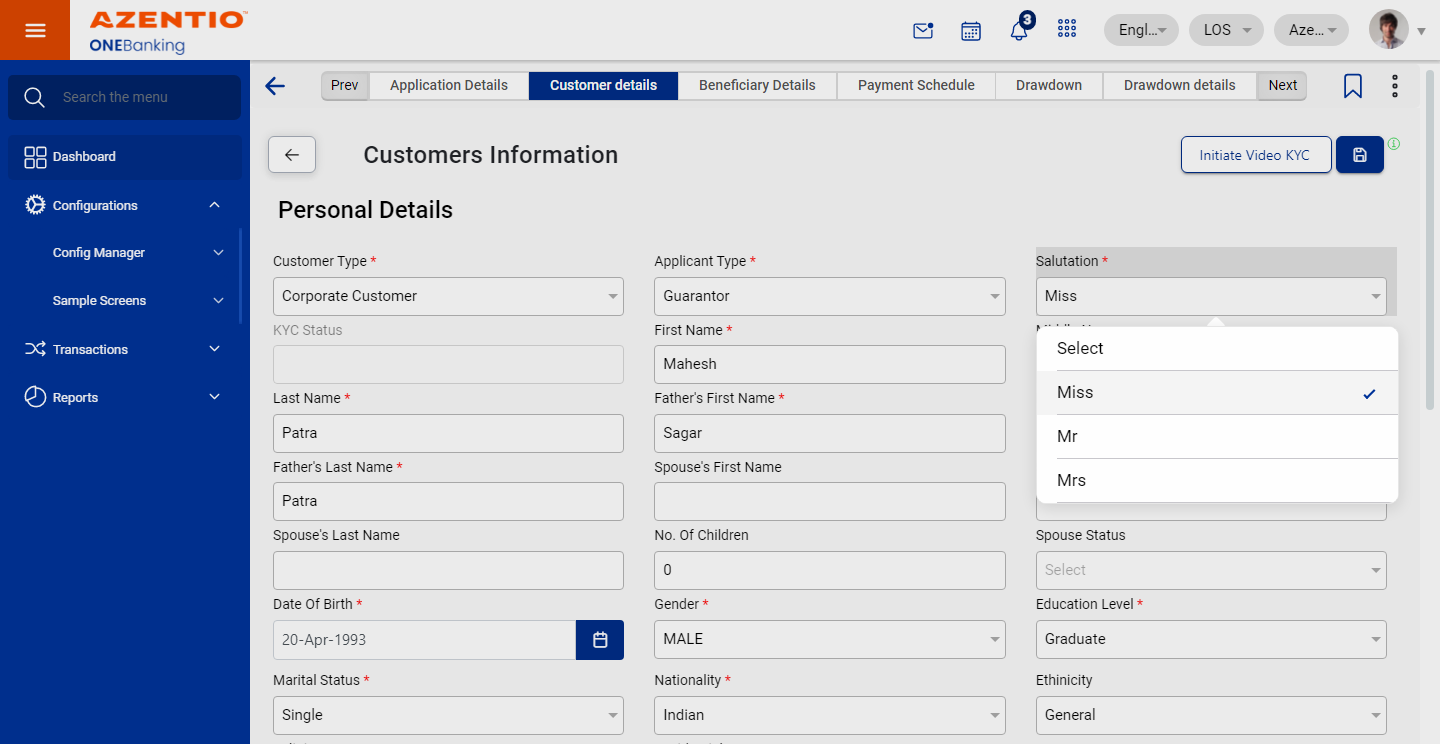 AZENTIO™
ONEBanking
3
Engl...
LOS
Aze...
Search the menu
Dashboard
Configurations
Config Manager
Sample Screens
Transactions
Reports
Prev
Application Details
Customer details
Beneficiary Details
Payment Schedule
Drawdown
Drawdown details
Next
Customers Information
Initiate Video KYC
Personal Details
Customer Type *
Applicant Type *
Salutation *
Corporate Customer
Guarantor
Miss
KYC Status
First Name *
Mahesh
Select
Miss
Mr
Mrs
Last Name *
Father's First Name *
Patra
Sagar
Father's Last Name *
Spouse's First Name
Patra
Spouse's Last Name
No. Of Children
Spouse Status
0
Select
Date Of Birth *
Gender *
Education Level *
20-Apr-1993
MALE
Graduate
Marital Status *
Nationality *
Ethinicity
Single
Indian
General